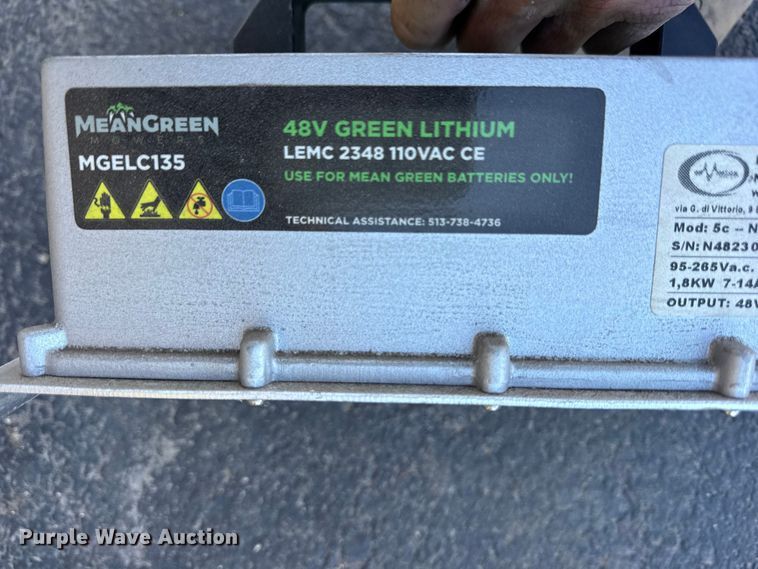 MEANGREEN
MOWERS
MGELC135
48V GREEN LITHIUM
LEMC 2348 110VAC CE
USE FOR MEAN GREEN BATTERIES ONLY!
TECHNICAL ASSISTANCE: 513-738-4736
via G. di Vittorio, 9
Mod: 5c – N
S/N: N48230
95-265Va.c.
1,8KW 7-14A
OUTPUT: 48V
Purple Wave Auction